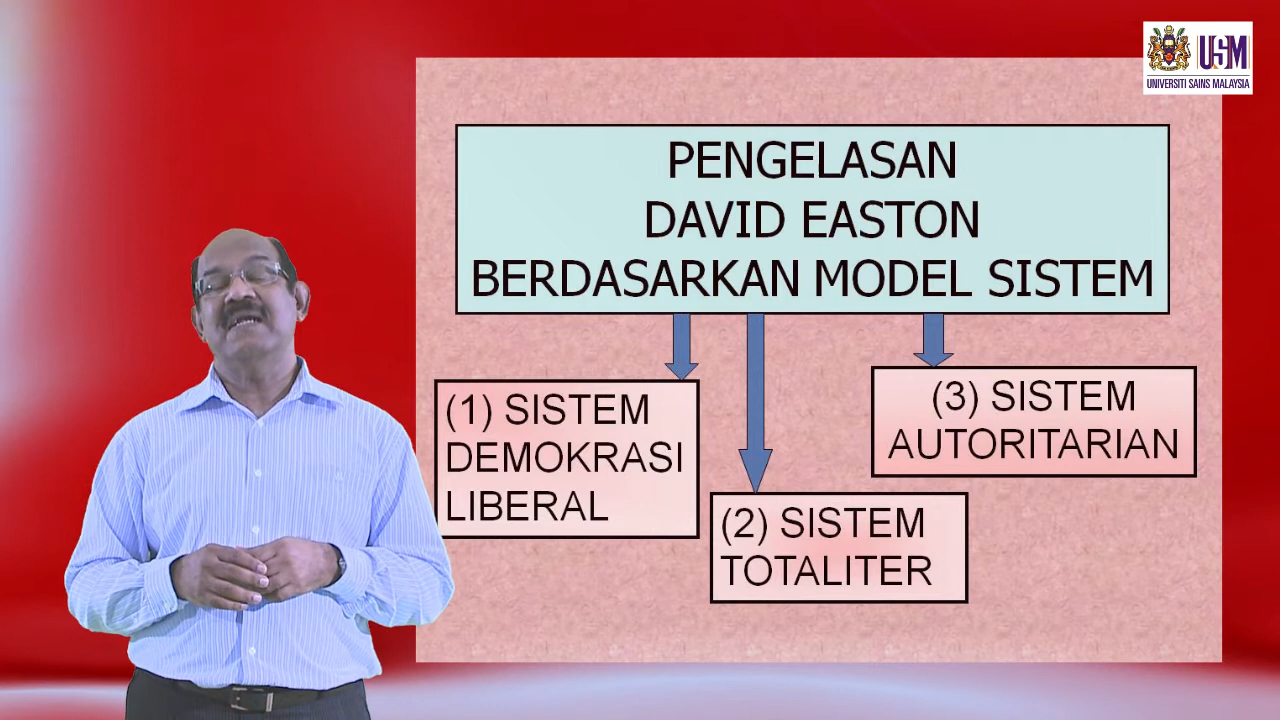 USM
UNIVERSITI SAINS MALAYSIA
PENGELASAN
DAVID EASTON
BERDASARKAN MODEL SISTEM
(1) SISTEM
DEMOKRASI
LIBERAL
(2) SISTEM
TOTALITER
(3) SISTEM
AUTORITARIAN